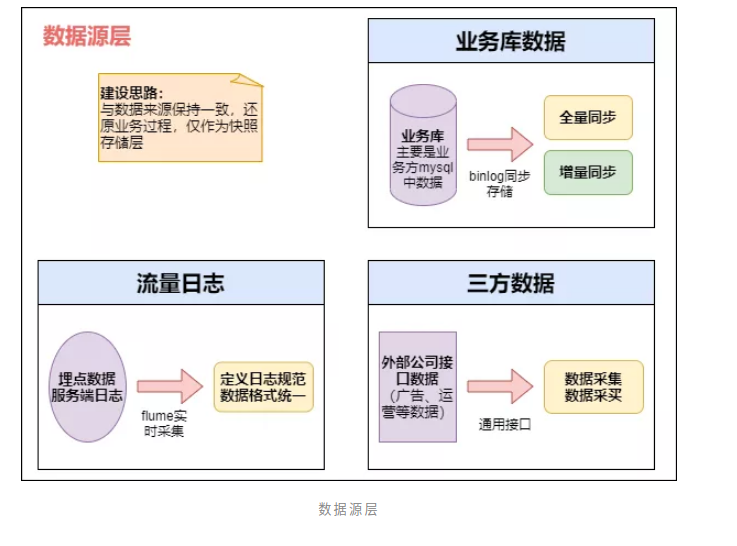 数据源层
建设思路：
与数据来源保持一致，还
原业务过程，仅作为快照
存储层
业务库数据
业务库
主要是业
务方mysql
中数据
binlog同步
存储
全量同步
增量同步
流量日志
埋点数据
服务端日志
flume实
时采集
定义日志规范
数据格式统一
三方数据
外部公司接
口数据
（广告、运
营等数据）
通用接口
数据采集
数据采买
数据源层